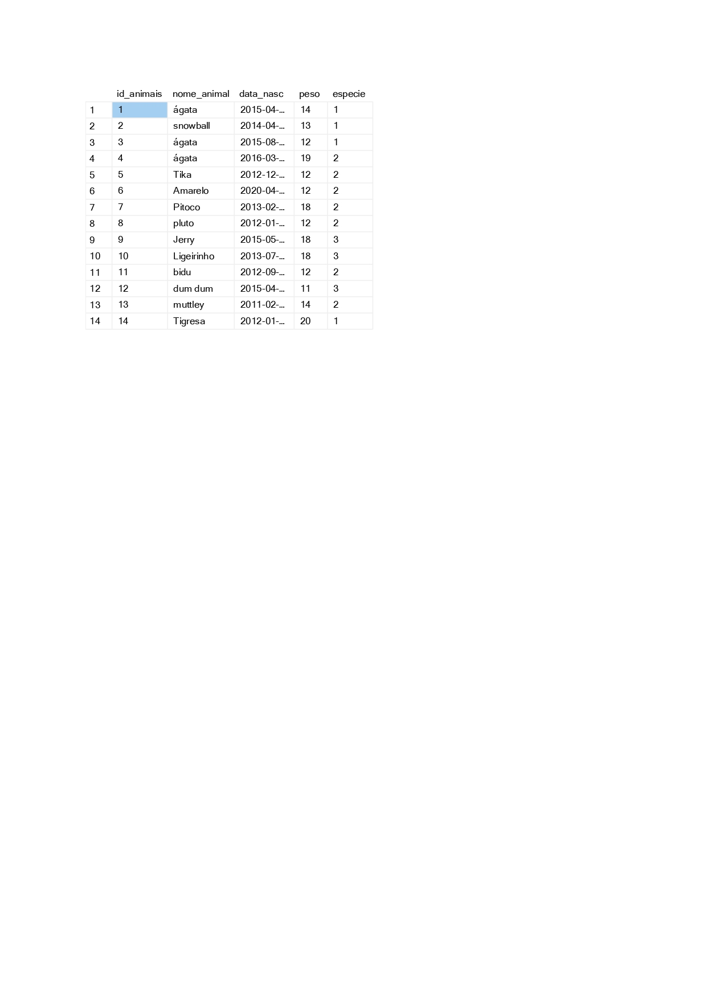 id_animais nome_animal data_nasc peso especie
1 1 ágata 2015-04-... 14 1
2 2 snowball 2014-04-... 13 1
3 3 ágata 2015-08-... 12 1
4 4 ágata 2016-03-... 19 2
5 5 Tika 2012-12-... 12 2
6 6 Amarelo 2020-04-... 12 2
7 7 Pitoco 2013-02-... 18 2
8 8 pluto 2012-01-... 12 2
9 9 Jerry 2015-05-... 18 3
10 10 Ligeirinho 2013-07-... 18 3
11 11 bidu 2012-09-... 12 2
12 12 dum dum 2015-04-... 11 3
13 13 muttley 2011-02-... 14 2
14 14 Tigresa 2012-01-... 20 1